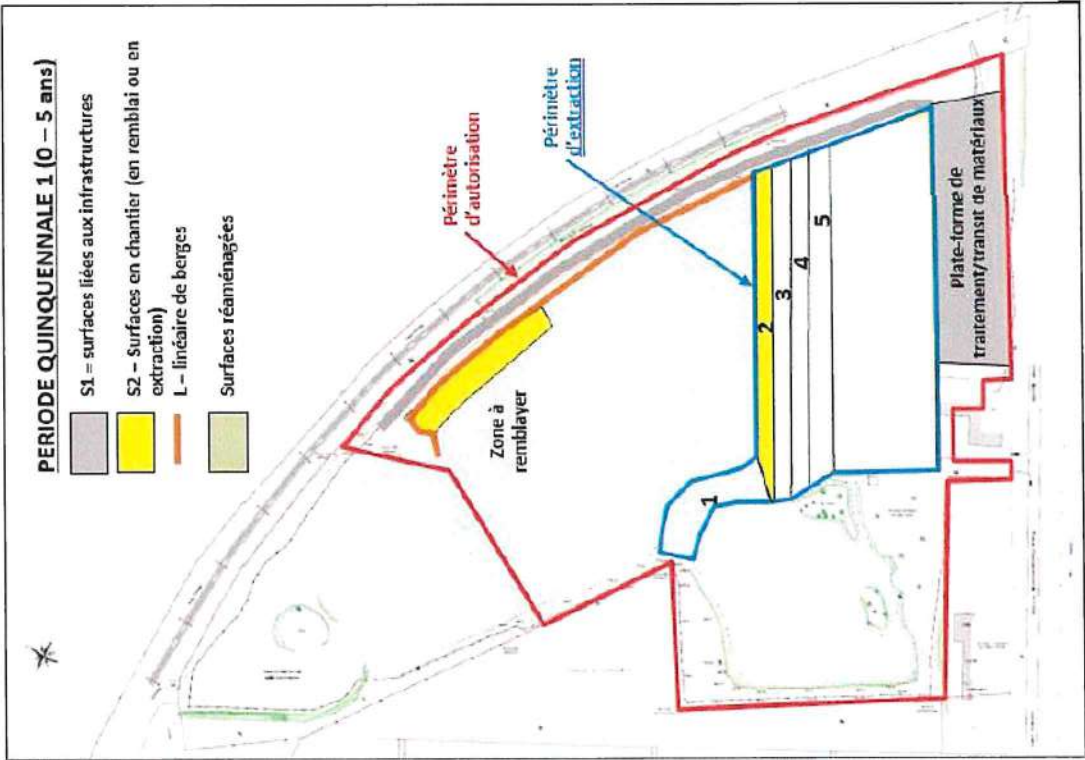 PERIODE QUINQUENNALE 1 (0 – 5 ans)
S1 = surfaces liées aux infrastructures
S2 – Surfaces en chantier (en remblai ou en
extraction)
L – linéaire de berges
Surfaces réaménagées
Périmètre
d'autorisation
Périmètre
d'extraction
Zone à
remblayer
1
2
3
4
5
Plate-forme de
traitement/transit de matériaux